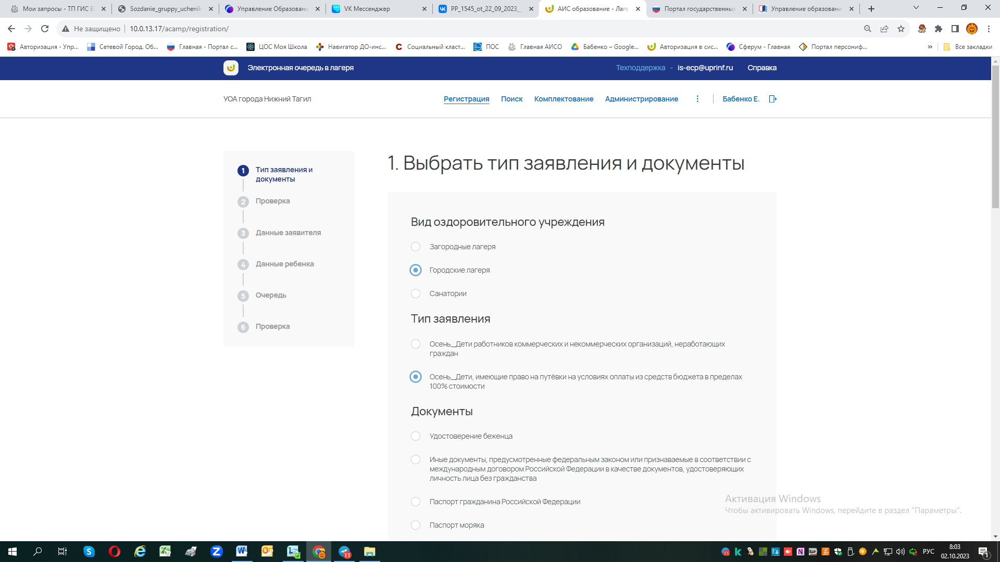 Мои запросы - ТП ГИС Е
Sozdanie_gruppy_uchenik
Управление Образовани
VK Мессенджер
PP_1545_ot_22_09_2023_
АИС образование - Лаге
Портал государственных
Управление образовани
Не защищено
10.0.13.17/acamp/registration/
Авторизация - Упр...
Сетевой Город. Об...
Главная - Портал с...
ЦОС Моя Школа
Навигатор ДО-инс...
Социальный класт...
ПОС
Главная АИСО
Бабенко – Google...
Авторизация в сис...
Сферум - Главная
Портал персониф...
»
Все закладки
Электронная очередь в лагеря
Техподдержка - is-ecp@uprinf.ru
Справка
УОА города Нижний Тагил
Регистрация
Поиск
Комплектование
Администрирование
Бабенко Е.
1 Тип заявления и
документы
2 Проверка
3 Данные заявителя
4 Данные ребенка
5 Очередь
6 Проверка
1. Выбрать тип заявления и документы
Вид оздоровительного учреждения
Загородные лагеря
Городские лагеря
Санатории
Тип заявления
Осень_Дети работников коммерческих и некоммерческих организаций, неработающих
граждан
Осень_Дети, имеющие право на путёвки на условиях оплаты из средств бюджета в пределах
100% стоимости
Документы
Удостоверение беженца
Иные документы, предусмотренные федеральным законом или признаваемые в соответствии с
международным договором Российской Федерации в качестве документов, удостоверяющих
личность лица без гражданства
Паспорт гражданина Российской Федерации
Паспорт моряка
Активация Windows
Чтобы активировать Windows, перейдите в раздел "Параметры".
11
РУС
8:03
02.10.2023
1